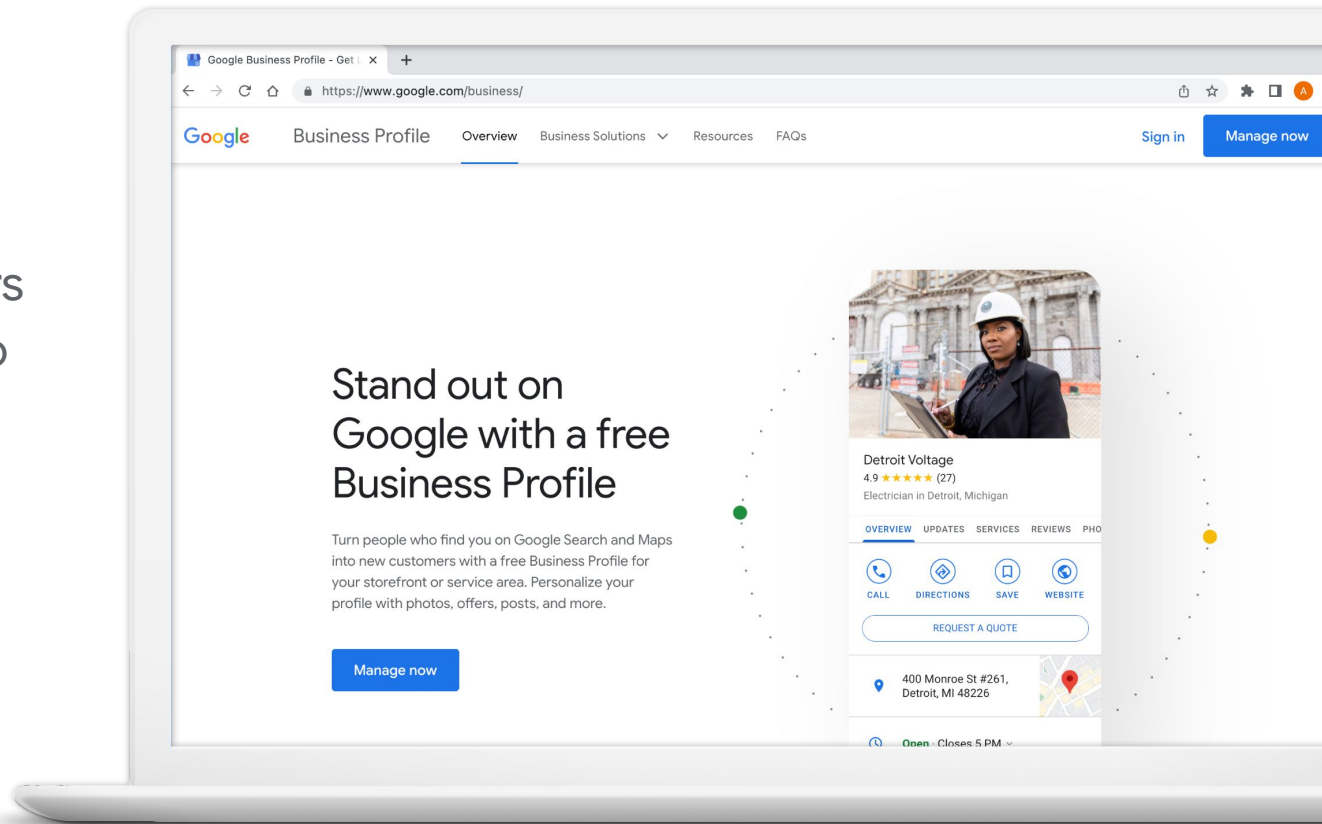 Google Business Profile - Get L
https://www.google.com/business/
Google Business Profile Overview Business Solutions Resources FAQs Sign in Manage now
A
Stand out on
Google with a free
Business Profile
Turn people who find you on Google Search and Maps
into new customers with a free Business Profile for
your storefront or service area. Personalize your
profile with photos, offers, posts, and more.
Manage now
Detroit Voltage
4.9 ★★★★★ (27)
Electrician in Detroit, Michigan
OVERVIEW UPDATES SERVICES REVIEWS PHO
CALL DIRECTIONS SAVE WEBSITE
REQUEST A QUOTE
400 Monroe St #261,
Detroit, MI 48226
Open · Closes 5 PM